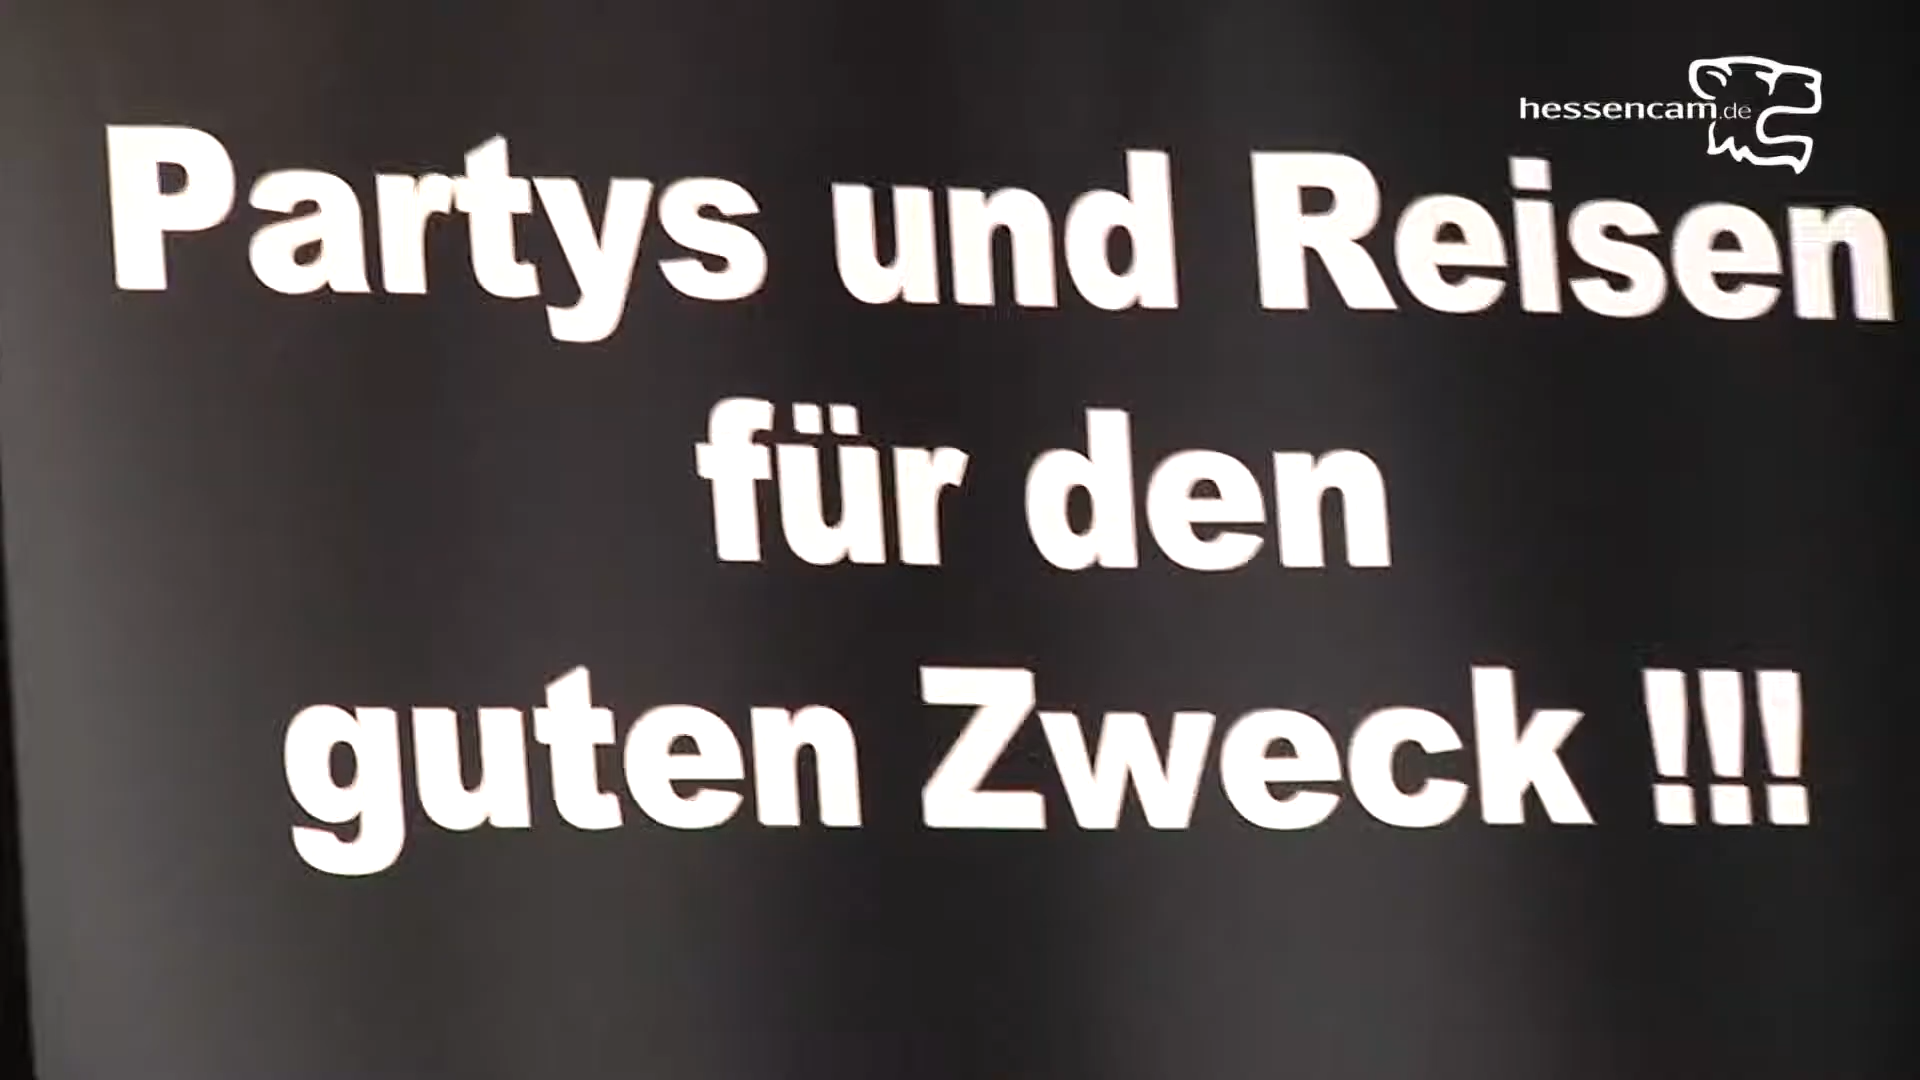 hessencam.de
Partys und Reisen
für den
guten Zweck !!!